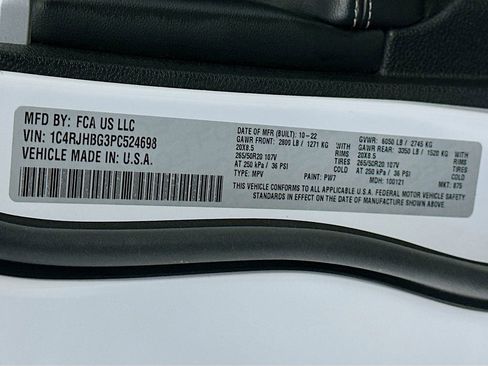 MFD BY: FCA US LLC
VIN: 1C4RJHBG3PC524698
VEHICLE MADE IN: U.S.A.
DATE OF MFR (BUILT): 10-22 GVWR: 6050 LB / 2745 KG
GAWR FRONT: 2800 LB / 1271 KG WITH GAWR REAR: 3350 LB / 1520 KG WITH
20X8.5 RIMS 20X8.5 RIMS
265/50R20 107V TIRES 265/50R20 107V TIRES
AT 250 kPa / 36 PSI COLD AT 250 kPa / 36 PSI COLD
TYPE: MPV PAINT: PW7 MDH: 100121 MKT: 875
THIS VEHICLE CONFORMS TO ALL APPLICABLE U.S.A. FEDERAL MOTOR VEHICLE SAFETY
STANDARDS IN EFFECT ON THE DATE OF MANUFACTURE SHOWN ABOVE.